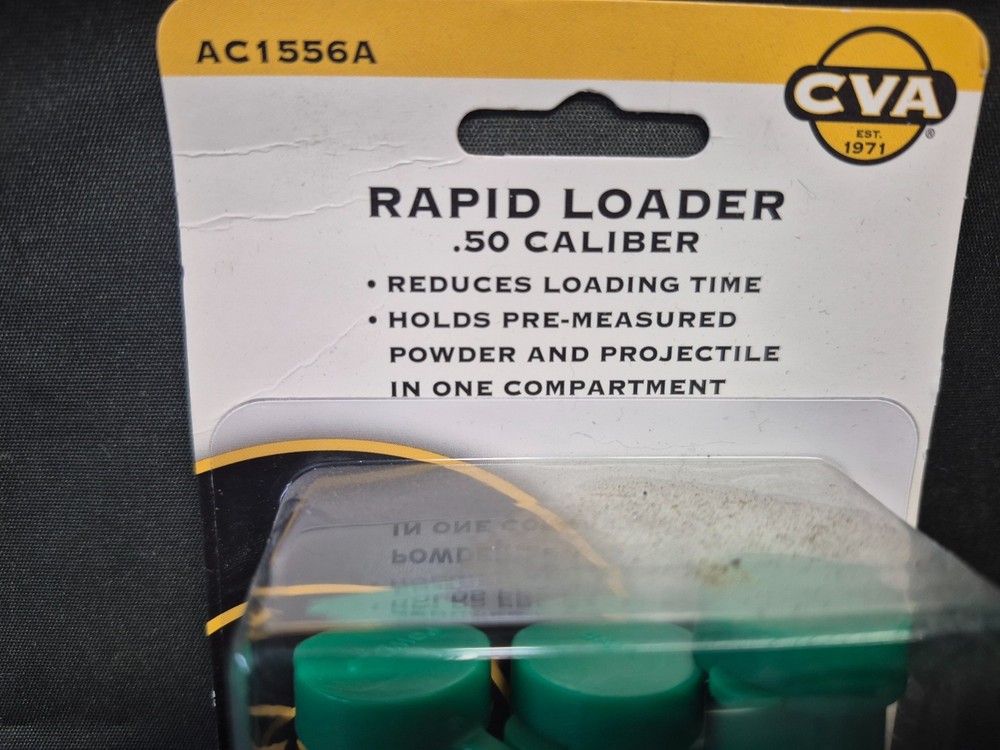 AC1556A
CVA
EST.
1971
®
RAPID LOADER
.50 CALIBER
• REDUCES LOADING TIME
• HOLDS PRE-MEASURED
POWDER AND PROJECTILE
IN ONE COMPARTMENT